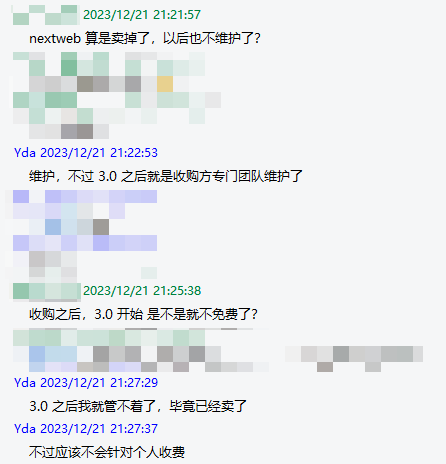 2023/12/21 21:21:57
nextweb 算是卖掉了，以后也不维护了?
Yda 2023/12/21 21:22:53
维护，不过 3.0 之后就是收购方专门团队维护了
2023/12/21 21:25:38
收购之后，3.0 开始 是不是就不免费了?
Yda 2023/12/21 21:27:29
3.0 之后我就管不着了，毕竟已经卖了
Yda 2023/12/21 21:27:37
不过应该不会针对个人收费